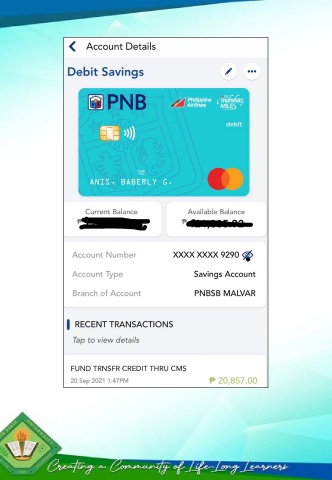 Account Details
Debit Savings
PNB
Philippine Airlines
mabuhay MILES
debit
ANIS, BABERLY G.
Current Balance
Available Balance
Account Number XXXX XXXX 9290
Account Type Savings Account
Branch of Account PNBSB MALVAR
RECENT TRANSACTIONS
Tap to view details
FUND TRNSFR CREDIT THRU CMS
20 Sep 2021 1:47PM ₱ 20,857.00
Creating a Community of Life-Long Learners